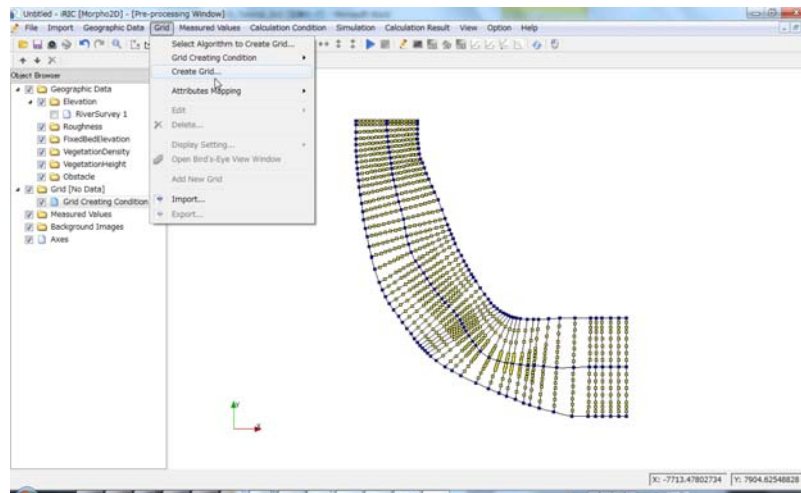 Untitled - iRIC [Morpho2D] - [Pre-processing Window]
File Import Geographic Data Grid Measured Values Calculation Condition Simulation Calculation Result View Option Help
Select Algorithm to Create Grid...
Grid Creating Condition
Create Grid...
Attributes Mapping
Edit
Delete...
Display Setting...
Open Bird's-Eye View Window
Add New Grid
Import...
Export...
Object Browser
Geographic Data
Elevation
RiverSurvey 1
Roughness
FixedBedElevation
VegetationDensity
VegetationHeight
Obstacle
Grid [No Data]
Grid Creating Condition
Measured Values
Background Images
Axes
Y
X
X: -7713.47802734 Y: 7904.62548828